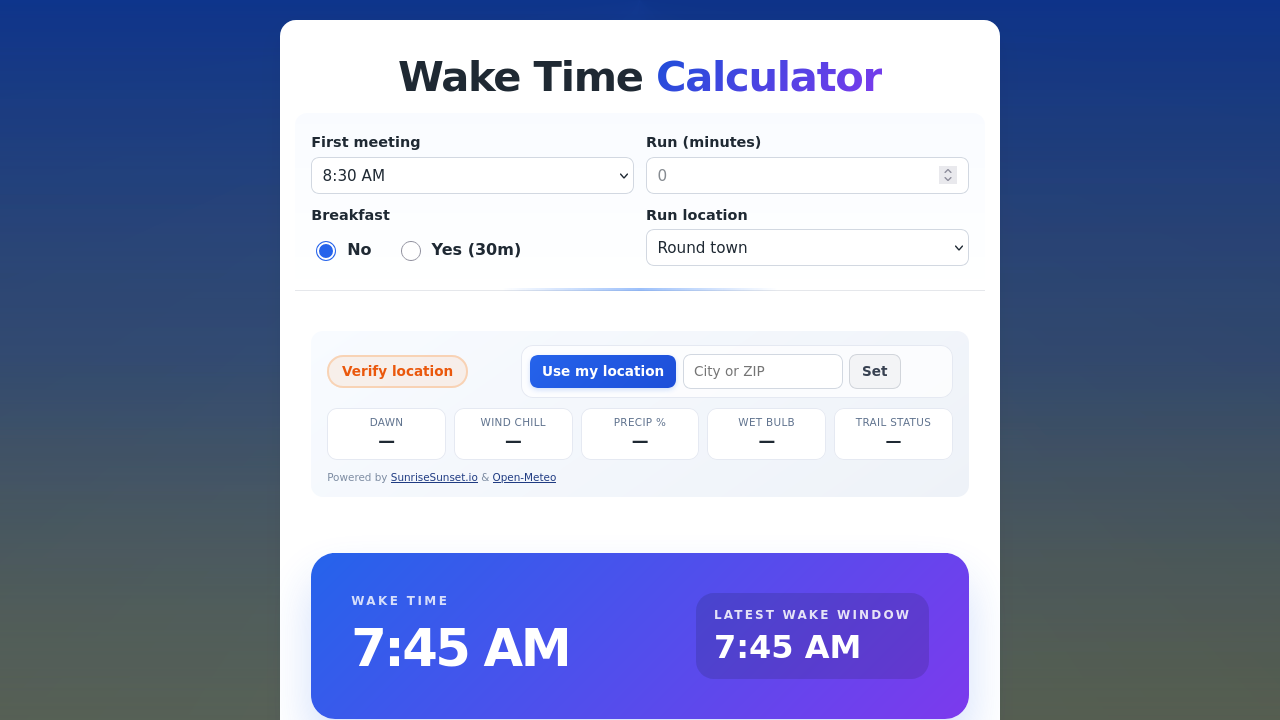 Wake Time Calculator
First meeting
8:30 AM
Run (minutes)
0
Breakfast
No
Yes (30m)
Run location
Round town
Verify location
Use my location
City or ZIP
Set
DAWN
—
WIND CHILL
—
PRECIP %
—
WET BULB
—
TRAIL STATUS
—
Powered by SunriseSunset.io & Open-Meteo
WAKE TIME
7:45 AM
LATEST WAKE WINDOW
7:45 AM